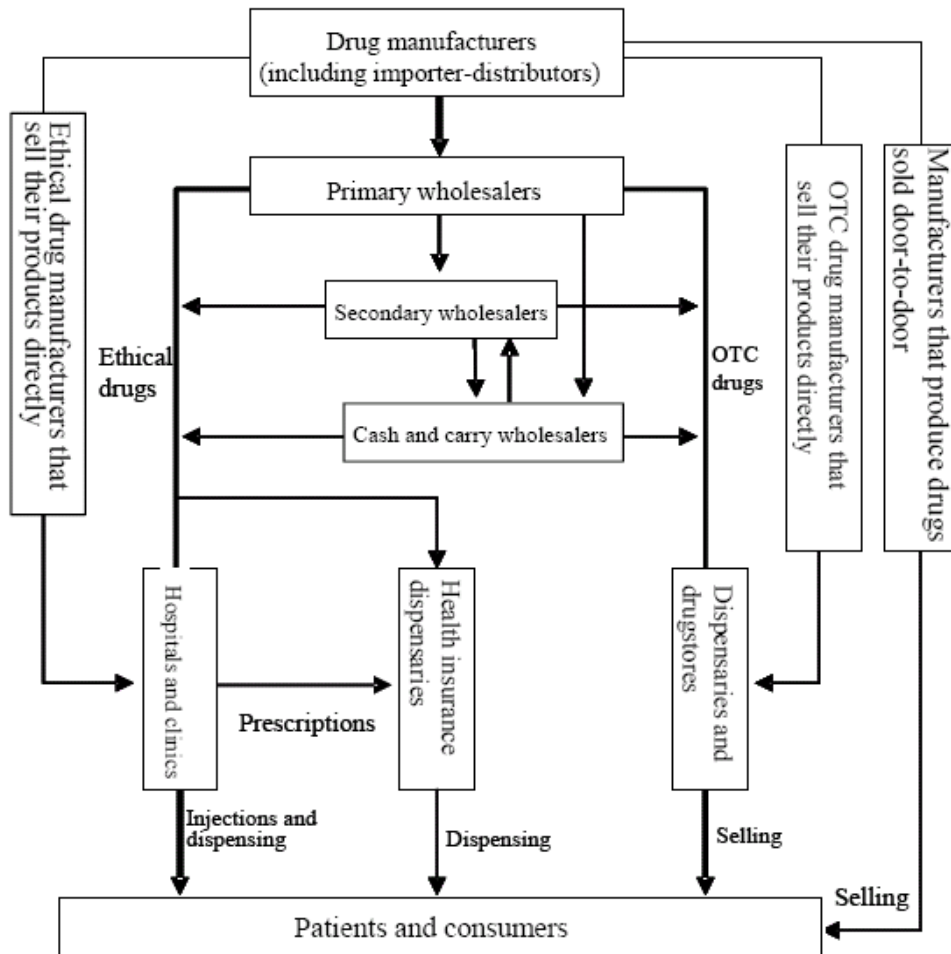 Drug manufacturers
(including importer-distributors)
Ethical drug manufacturers that
sell their products directly
Primary wholesalers
OTC drug manufacturers that
sell their products directly
Manufacturers that produce drugs
sold door-to-door
Secondary wholesalers
Ethical
drugs
OTC
drugs
Cash and carry wholesalers
Hospitals and clinics
Health insurance
dispensaries
Dispensaries and
drugstores
Prescriptions
Injections and
dispensing
Dispensing
Selling
Selling
Patients and consumers